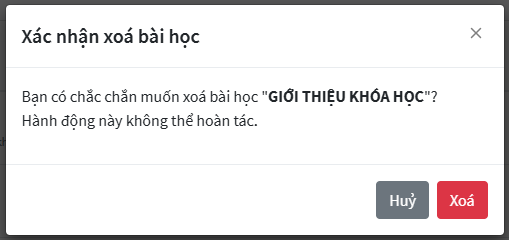 Xác nhận xoá bài học
×
Bạn có chắc chắn muốn xoá bài học "GIỚI THIỆU KHÓA HỌC"?
Hành động này không thể hoàn tác.
Huỷ Xoá